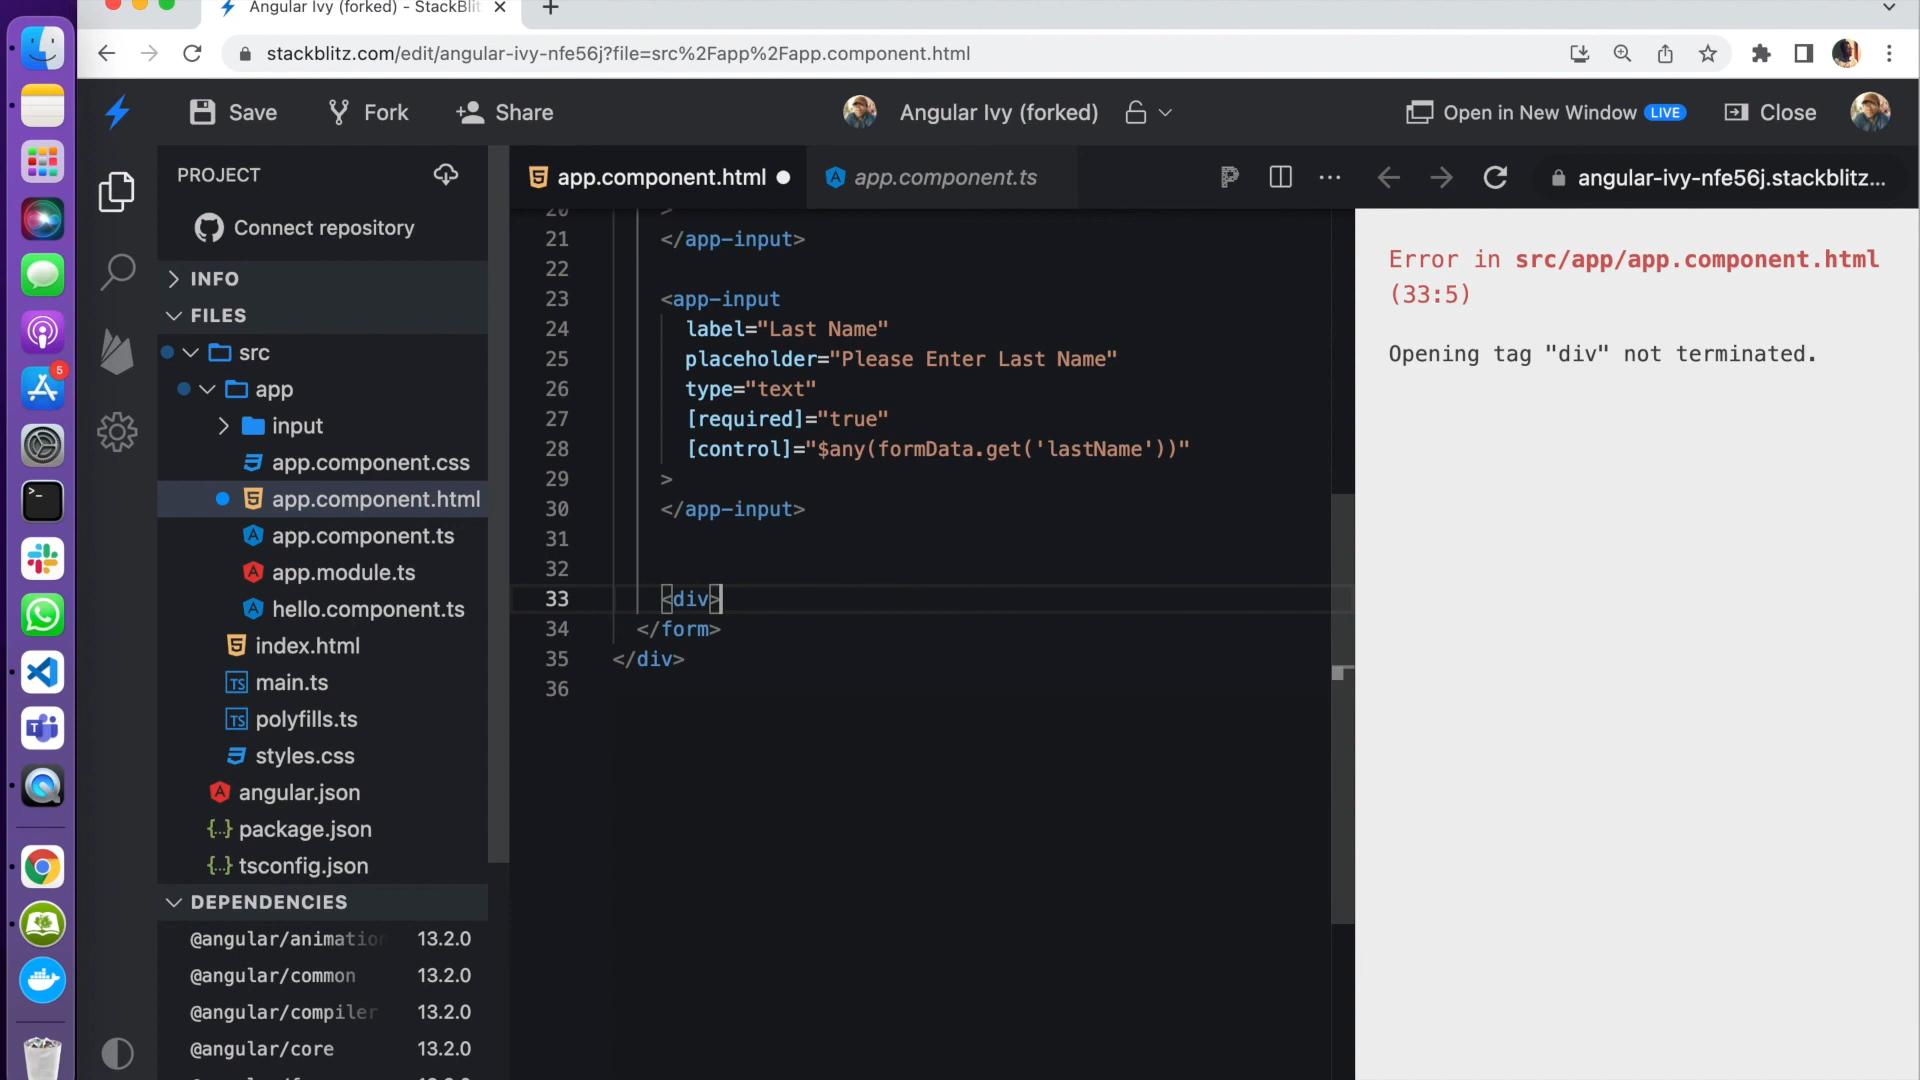 Angular Ivy (forked) - StackBlit
stackblitz.com/edit/angular-ivy-nfe56j?file=src%2Fapp%2Fapp.component.html
Save
Fork
Share
Angular Ivy (forked)
Open in New Window
LIVE
Close
PROJECT
Connect repository
INFO
FILES
src
app
input
app.component.css
app.component.html
app.component.ts
app.module.ts
hello.component.ts
index.html
main.ts
polyfills.ts
styles.css
angular.json
package.json
tsconfig.json
DEPENDENCIES
@angular/animation 13.2.0
@angular/common 13.2.0
@angular/compiler 13.2.0
@angular/core 13.2.0
5
app.component.html
app.component.ts
20 >
21 </app-input>
22
23 <app-input
24 label="Last Name"
25 placeholder="Please Enter Last Name"
26 type="text"
27 [required]="true"
28 [control]="$any(formData.get('lastName'))"
29 >
30 </app-input>
31
32
33 <div>
34 </form>
35 </div>
36
angular-ivy-nfe56j.stackblitz...
Error in src/app/app.component.html
(33:5)
Opening tag "div" not terminated.